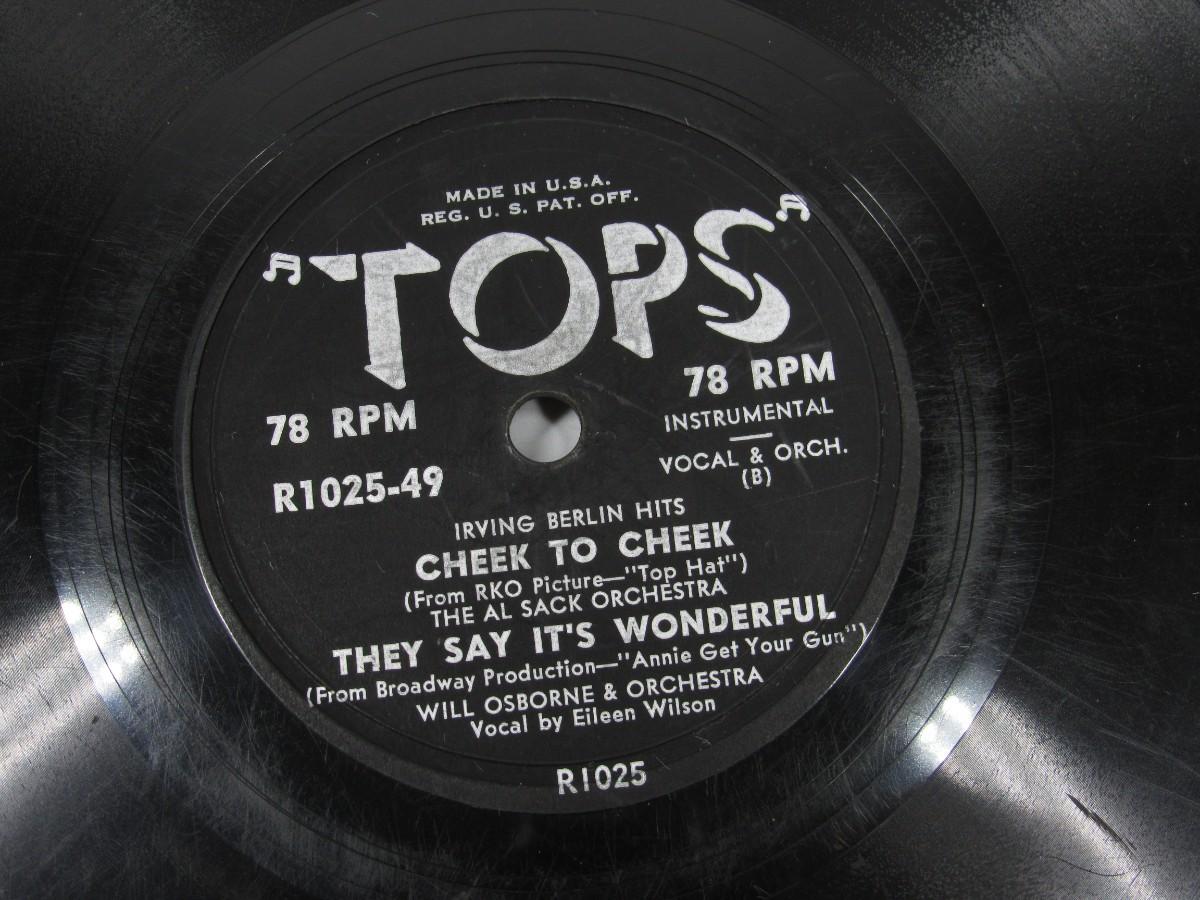 MADE IN U.S.A.
REG. U. S. PAT. OFF.
TOPS
78 RPM
R1025-49
78 RPM
INSTRUMENTAL
VOCAL & ORCH.
(B)
IRVING BERLIN HITS
CHEEK TO CHEEK
(From RKO Picture—"Top Hat")
THE AL SACK ORCHESTRA
THEY SAY IT'S WONDERFUL
(From Broadway Production—"Annie Get Your Gun")
WILL OSBORNE & ORCHESTRA
Vocal by Eileen Wilson
R1025